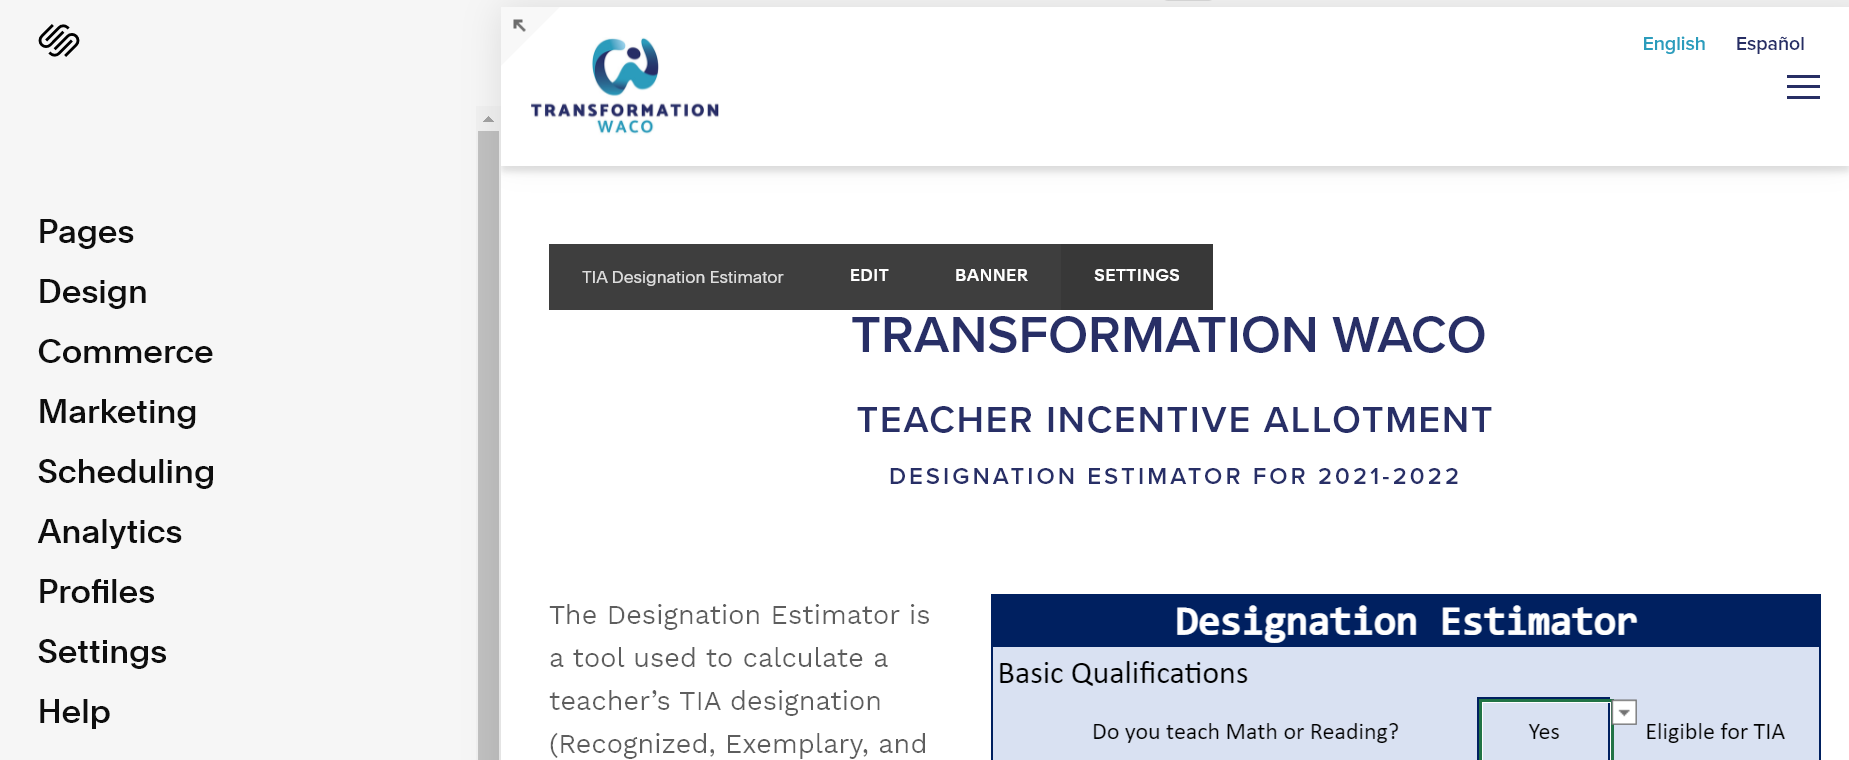 English Español
TRANSFORMATION
WACO
Pages
Design
Commerce
Marketing
Scheduling
Analytics
Profiles
Settings
Help
TIA Designation Estimator EDIT BANNER SETTINGS
TRANSFORMATION WACO
TEACHER INCENTIVE ALLOTMENT
DESIGNATION ESTIMATOR FOR 2021-2022
The Designation Estimator is
a tool used to calculate a
teacher’s TIA designation
(Recognized, Exemplary, and
Designation Estimator
Basic Qualifications
Do you teach Math or Reading? Yes Eligible for TIA